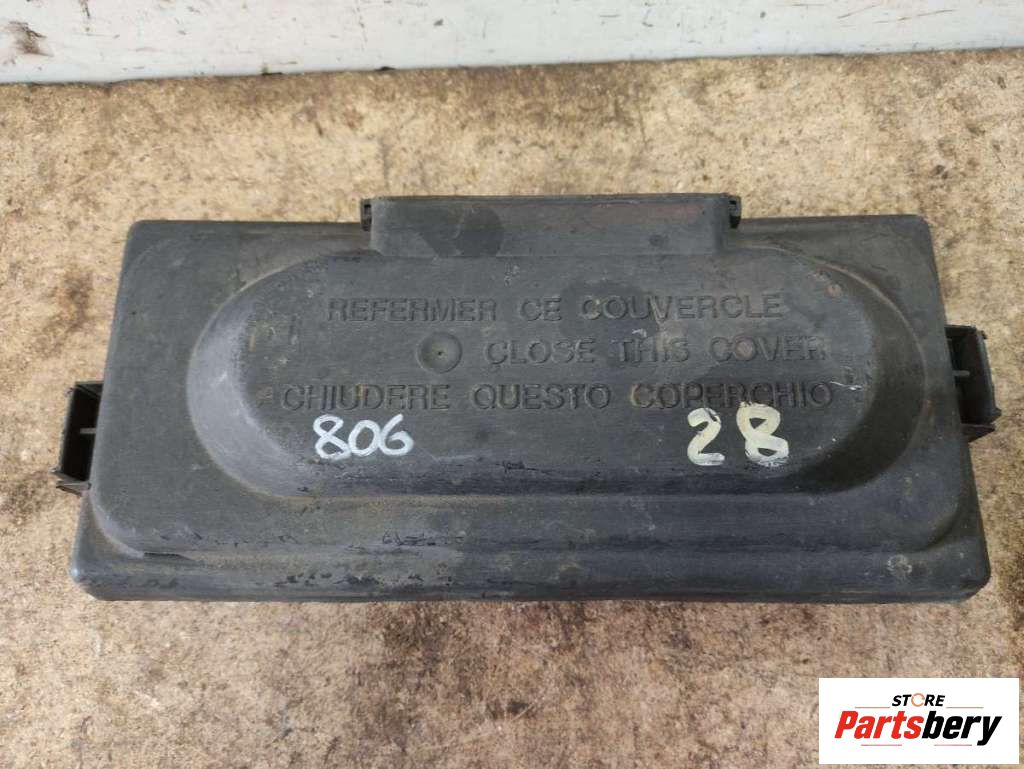 REFERMER CE COUVERCLE
CLOSE THIS COVER
CHIUDERE QUESTO COPERCHIO
806 28
STORE
Partsbery